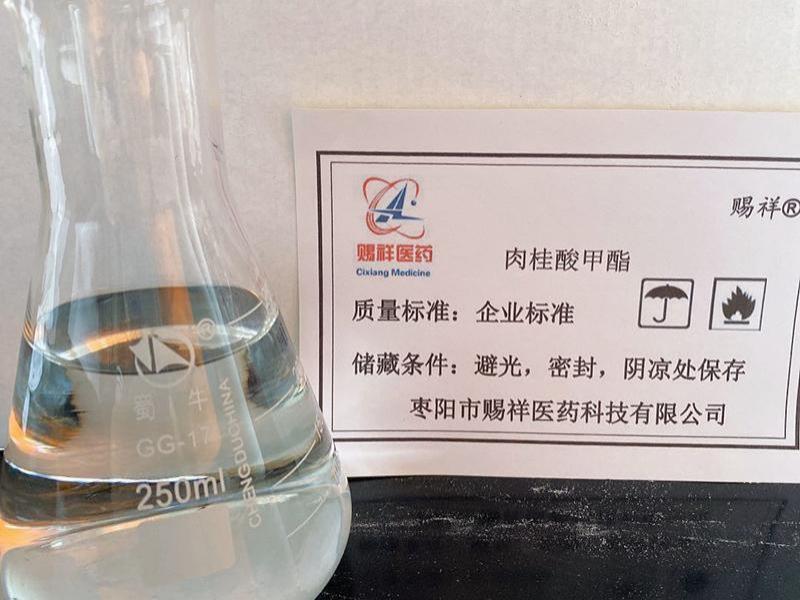 赐祥®
赐祥医药
Cixiang Medicine
肉桂酸甲酯
质量标准：企业标准
储藏条件：避光，密封，阴凉处保存
枣阳市赐祥医药科技有限公司
®
蜀牛
GG-17
250ml
CHENGDUCHINA